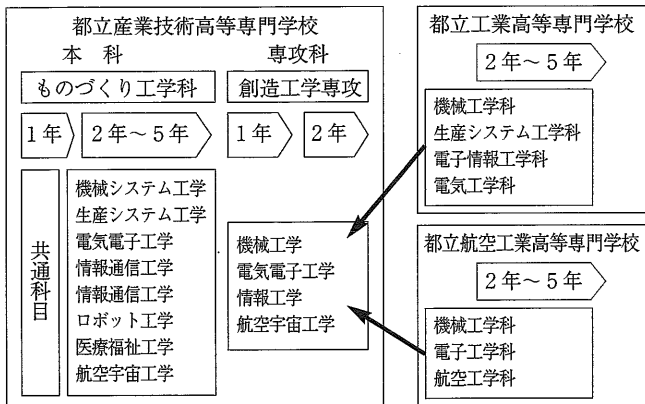 都立産業技術高等専門学校
本科
専攻科
ものづくり工学科
創造工学専攻
1年
2年～5年
1年
2年
共通科目
機械システム工学
生産システム工学
電気電子工学
情報通信工学
情報通信工学
ロボット工学
医療福祉工学
航空宇宙工学
機械工学
電気電子工学
情報工学
航空宇宙工学
都立工業高等専門学校
2年～5年
機械工学科
生産システム工学科
電子情報工学科
電気工学科
都立航空工業高等専門学校
2年～5年
機械工学科
電子工学科
航空工学科